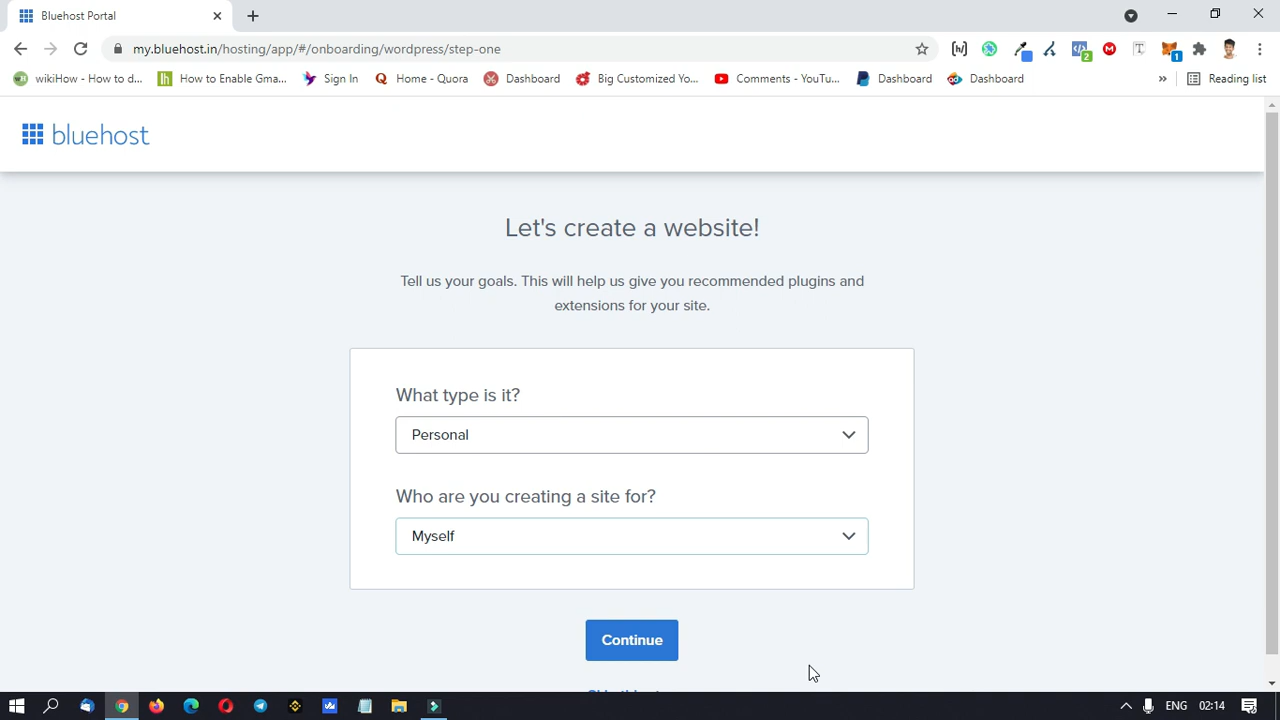 Bluehost Portal
my.bluehost.in/hosting/app/#/onboarding/wordpress/step-one
wikiHow - How to d...
How to Enable Gma...
Sign In
Home - Quora
Dashboard
Big Customized Yo...
Comments - YouTu...
Dashboard
Dashboard
»
Reading list
bluehost
Let's create a website!
Tell us your goals. This will help us give you recommended plugins and
extensions for your site.
What type is it?
Personal
Who are you creating a site for?
Myself
Continue
ENG
02:14